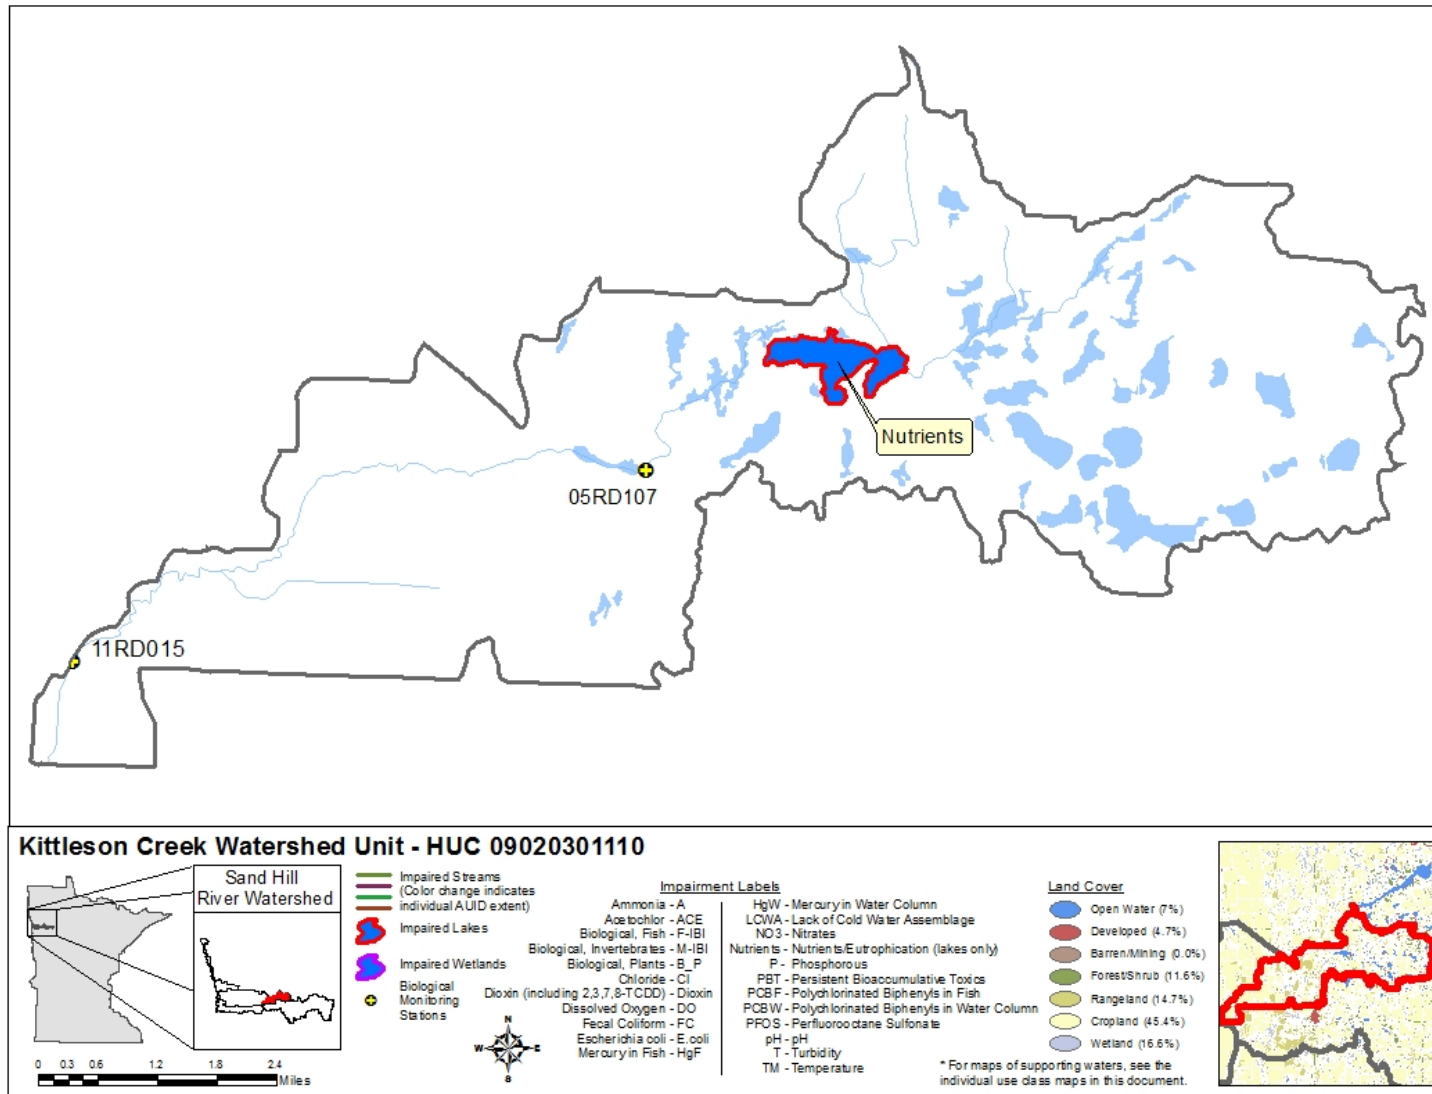 Nutrients
05RD107
11RD015
Kittleson Creek Watershed Unit - HUC 09020301110
Sand Hill
River Watershed
0 0.3 0.6 1.2 1.8 2.4
Miles
Impaired Streams
(Color change indicates
individual AUID extent)
Impaired Lakes
Impaired Wetlands
Biological
Monitoring
Stations
N
W E
S
Impairment Labels
Ammonia - A
Acetochlor - ACE
Biological, Fish - F-IBI
Biological, Invertebrates - M-IBI
Biological, Plants - B_P
Chloride - Cl
Dioxin (including 2,3,7,8-TCDD) - Dioxin
Dissolved Oxygen - DO
Fecal Coliform - FC
Escherichia coli - E.coli
Mercury in Fish - HgF
HgW - Mercury in Water Column
LCWA - Lack of Cold Water Assemblage
NO3 - Nitrates
Nutrients - Nutrients/Eutrophication (lakes only)
P - Phosphorous
PBT - Persistent Bioaccumulative Toxics
PCBF - Polychlorinated Biphenyls in Fish
PCBW - Polychlorinated Biphenyls in Water Column
PFOS - Perfluorooctane Sulfonate
pH - pH
T - Turbidity
TM - Temperature
Land Cover
Open Water (7%)
Developed (4.7%)
Barren/Mining (0.0%)
Forest/Shrub (11.6%)
Rangeland (14.7%)
Cropland (45.4%)
Wetland (16.6%)
* For maps of supporting waters, see the
individual use class maps in this document.